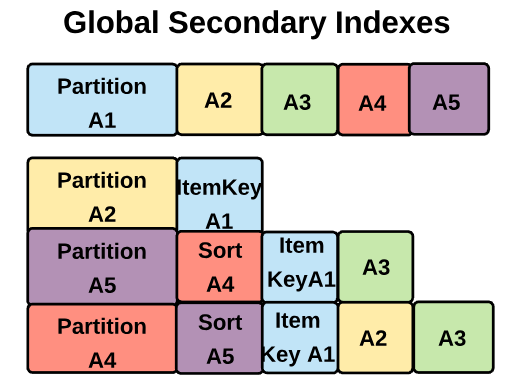 Global Secondary Indexes
Partition
A1
A2
A3
A4
A5
Partition
A2
ItemKey
A1
Partition
A5
Sort
A4
Item
KeyA1
A3
Partition
A4
Sort
A5
Item
Key A1
A2
A3